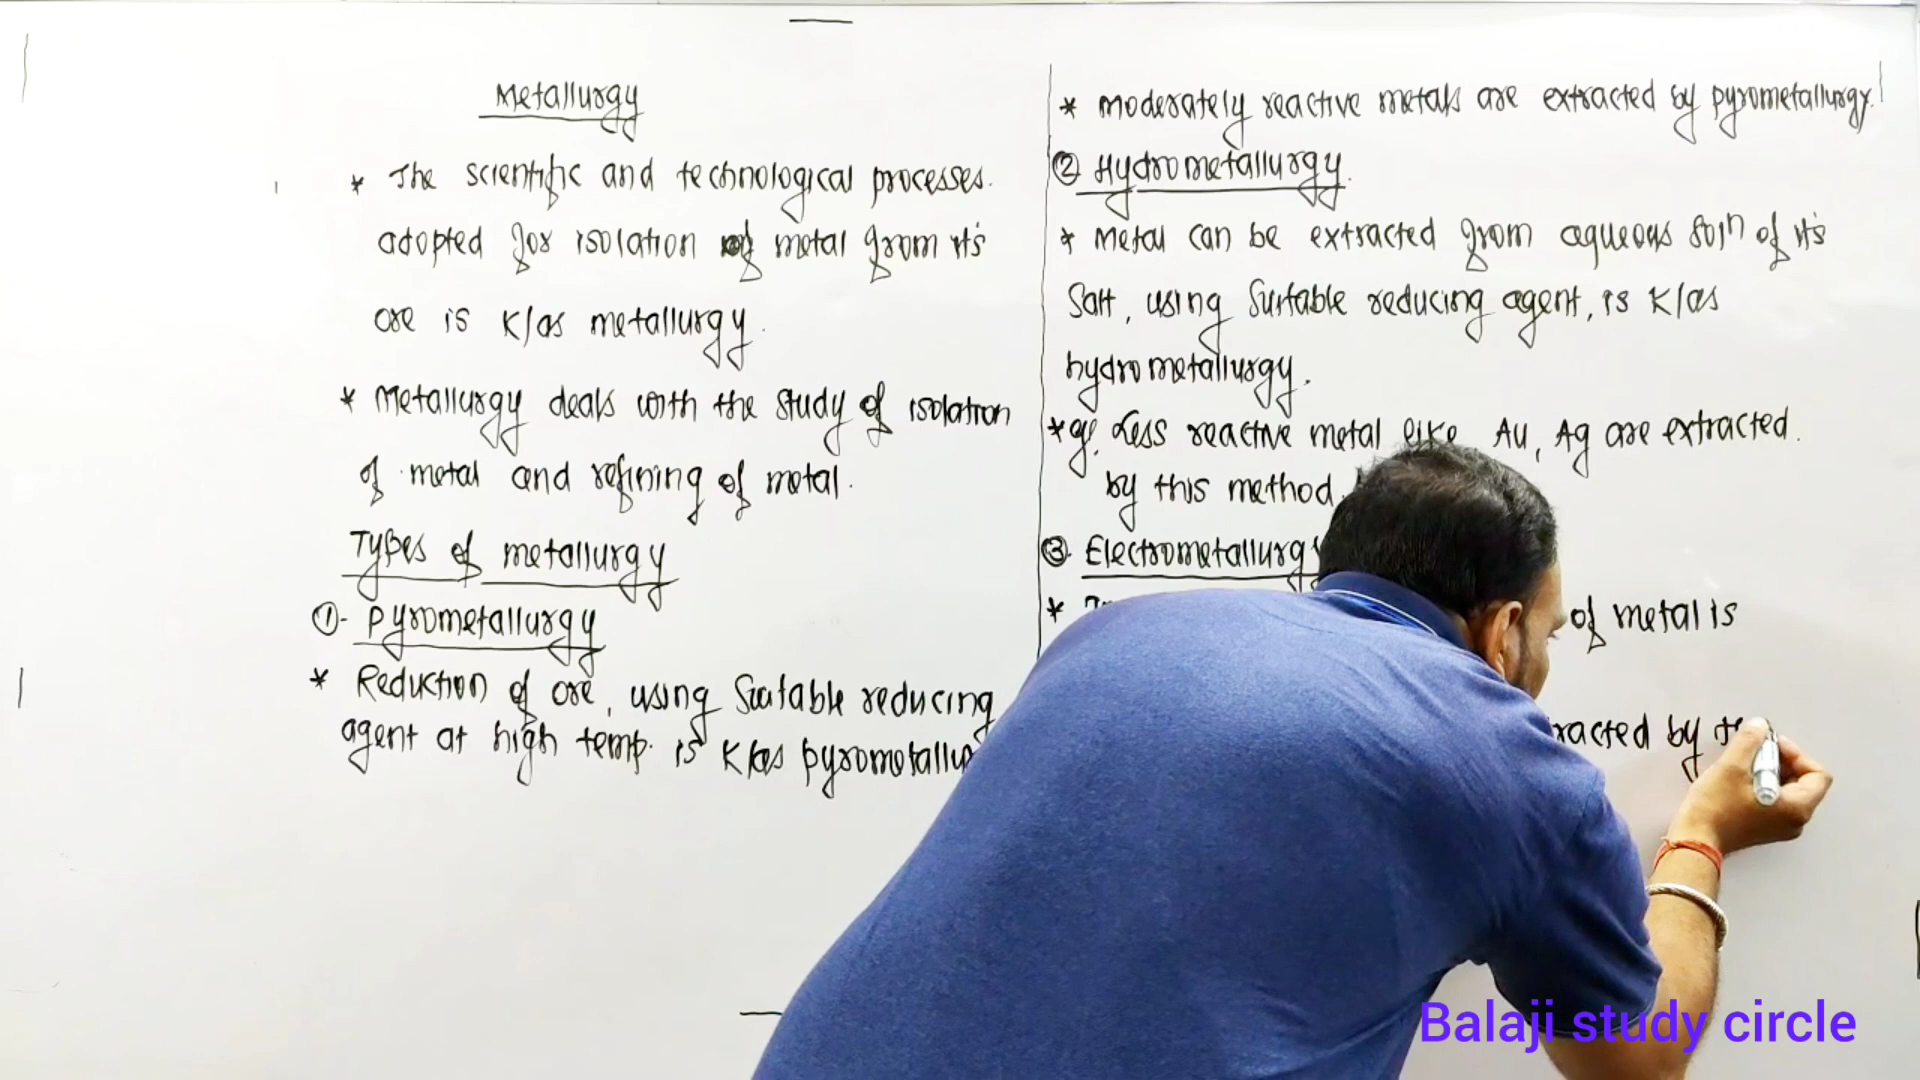 Metallurgy
* The scientific and technological processes.
adopted for isolation of metal from it's
ore is K/as metallurgy.
* Metallurgy deals with the study of isolation
of metal and refining of metal.
Types of metallurgy
①. Pyrometallurgy
* Reduction of ore, using Suitable reducing
agent at high temp. is K/as pyrometallu
* Moderately reactive metals are extracted by pyrometallurgy.
② Hydrometallurgy.
* Metal can be extracted from aqueous Solⁿ of it's
Salt, using Suitable reducing agent, is K/as
hydrometallurgy.
* eg. Less reactive metal like Au, Ag are extracted.
by this method.
③. Electrometallurgy
* of metal is
racted by th
Balaji study circle